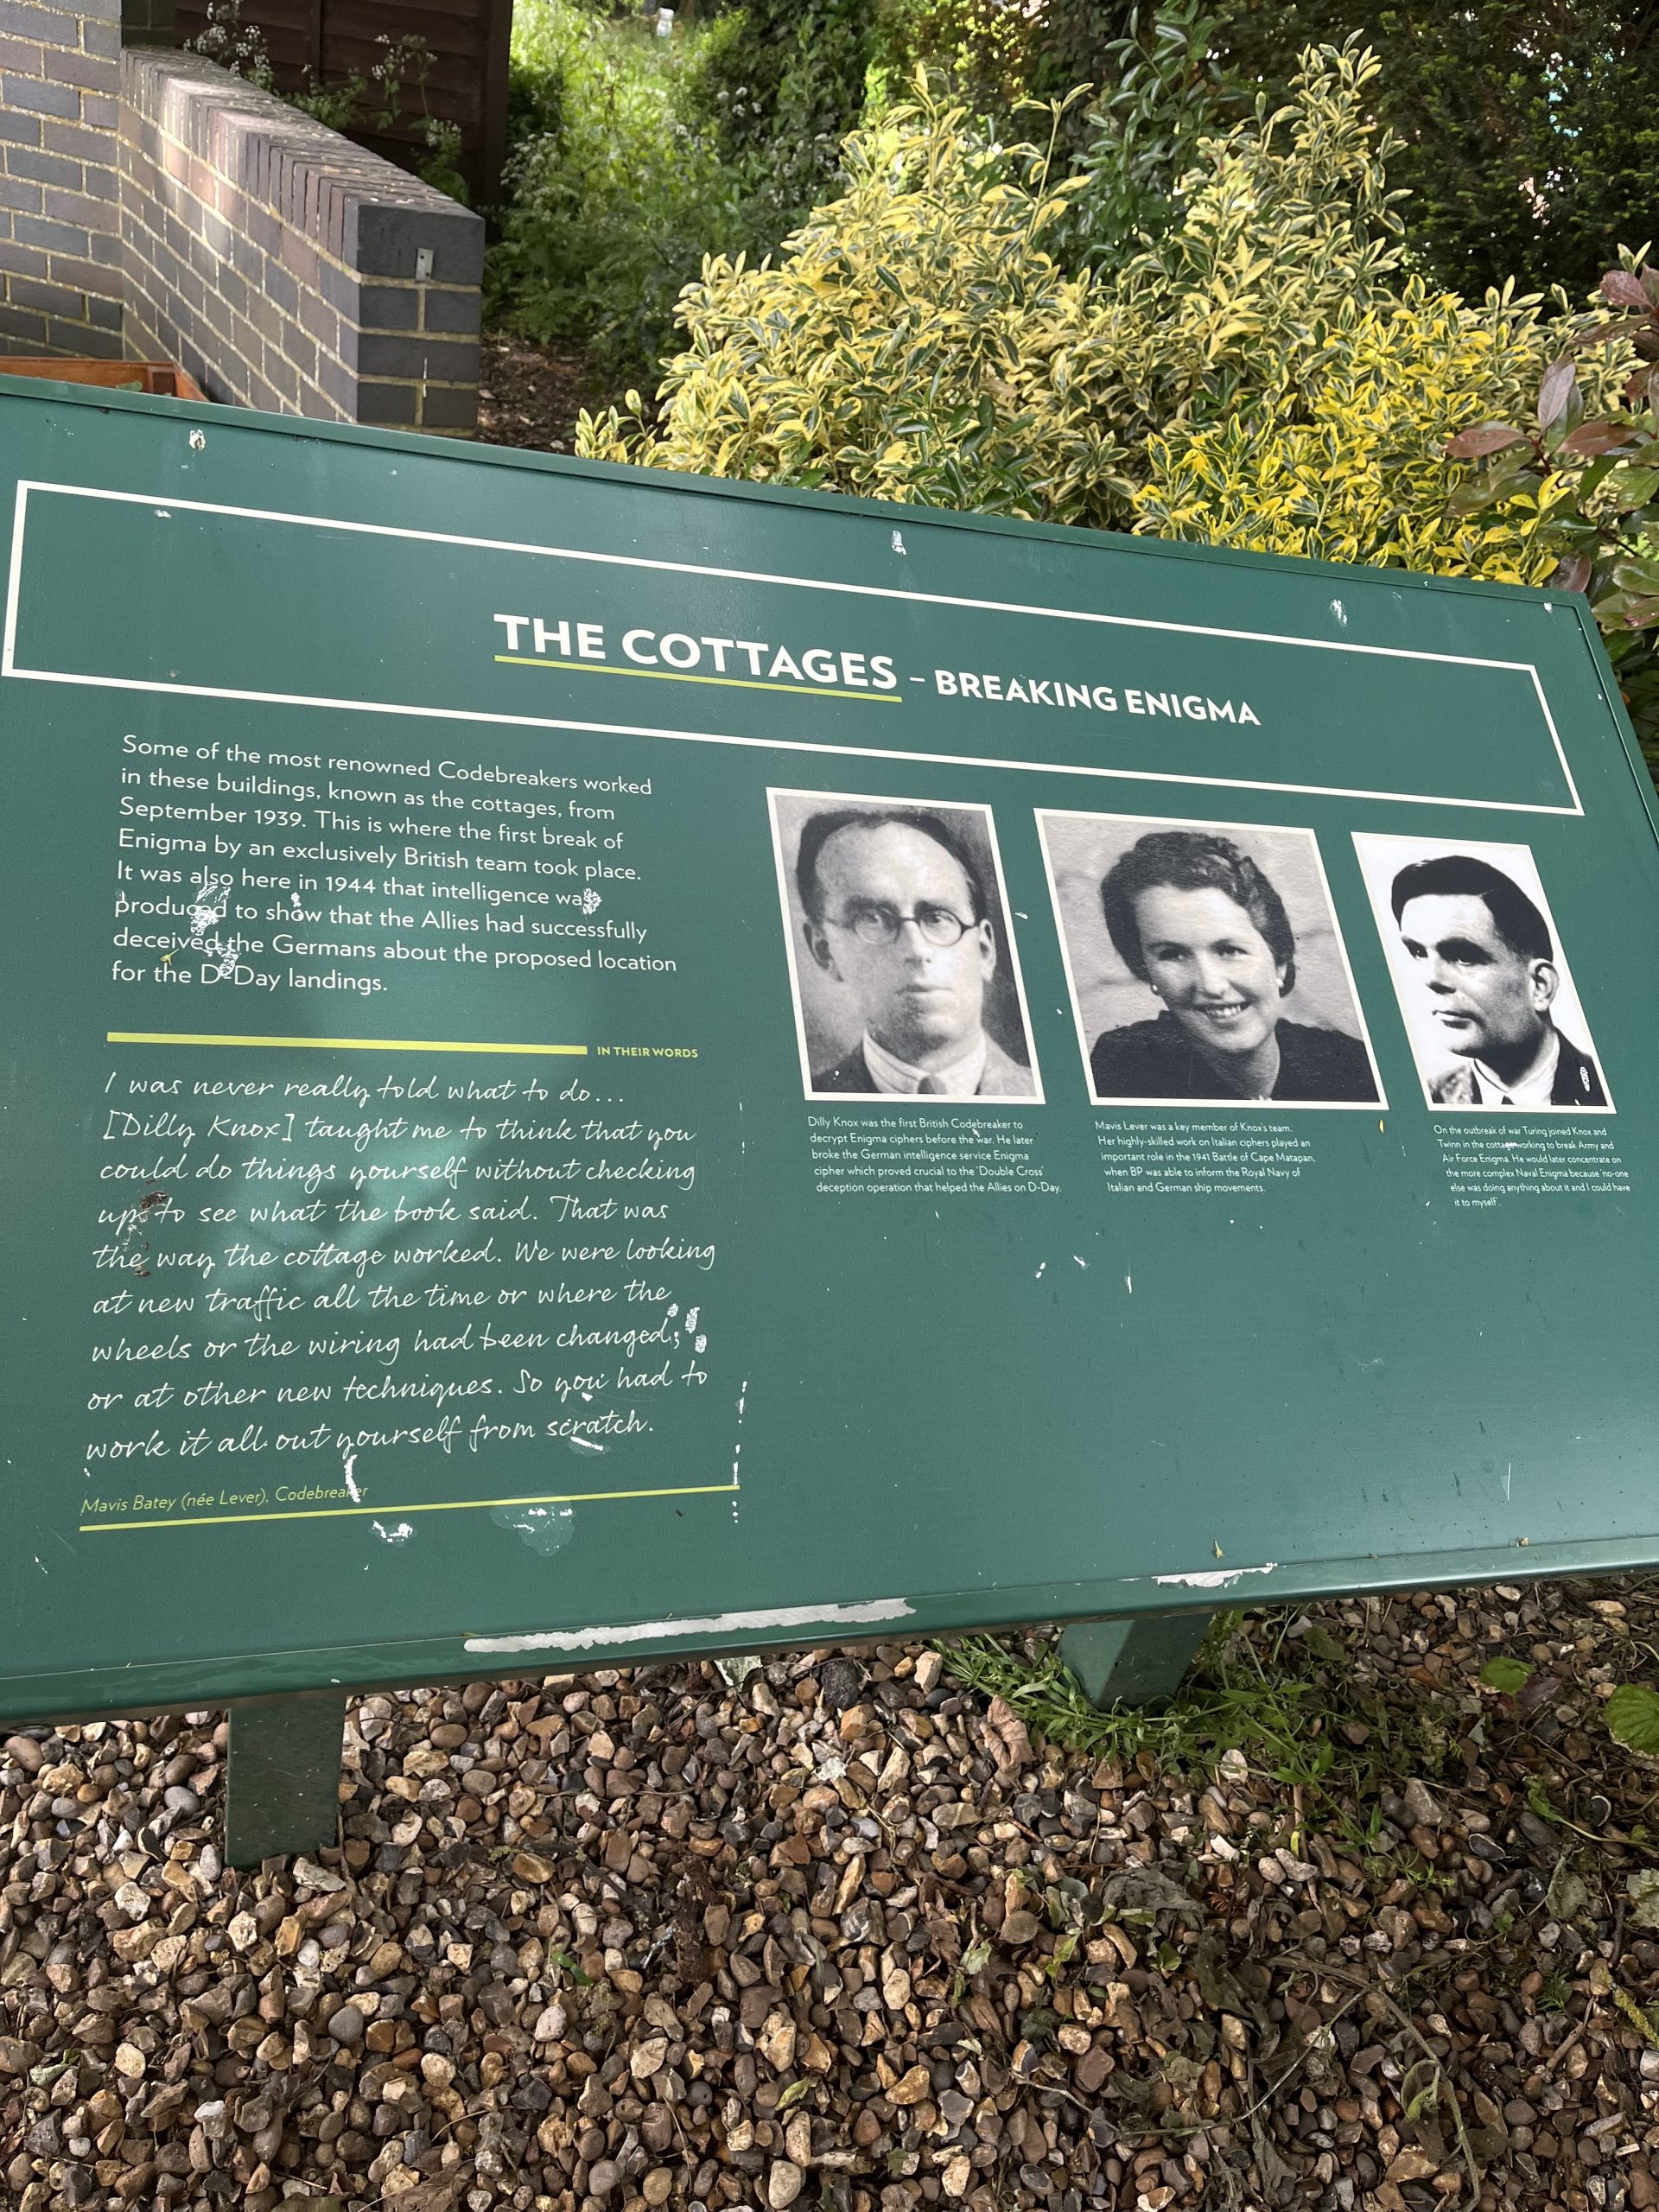 THE COTTAGES – BREAKING ENIGMA
Some of the most renowned Codebreakers worked
in these buildings, known as the cottages, from
September 1939. This is where the first break of
Enigma by an exclusively British team took place.
It was also here in 1944 that intelligence was
produced to show that the Allies had successfully
deceived the Germans about the proposed location
for the D-Day landings.
IN THEIR WORDS
I was never really told what to do...
[Dilly Knox] taught me to think that you
could do things yourself without checking
up to see what the book said. That was
the way the cottage worked. We were looking
at new traffic all the time or where the
wheels or the wiring had been changed,
or at other new techniques. So you had to
work it all out yourself from scratch.
Mavis Batey (née Lever), Codebreaker
Dilly Knox was the first British Codebreaker to
decrypt Enigma ciphers before the war. He later
broke the German intelligence service Enigma
cipher which proved crucial to the 'Double Cross'
deception operation that helped the Allies on D-Day.
Mavis Lever was a key member of Knox's team.
Her highly-skilled work on Italian ciphers played an
important role in the 1941 Battle of Cape Matapan,
when BP was able to inform the Royal Navy of
Italian and German ship movements.
On the outbreak of war Turing joined Knox and
Twinn in the cottage working to break Army and
Air Force Enigma. He would later concentrate on
the more complex Naval Enigma because 'no-one
else was doing anything about it and I could have
it to myself'.